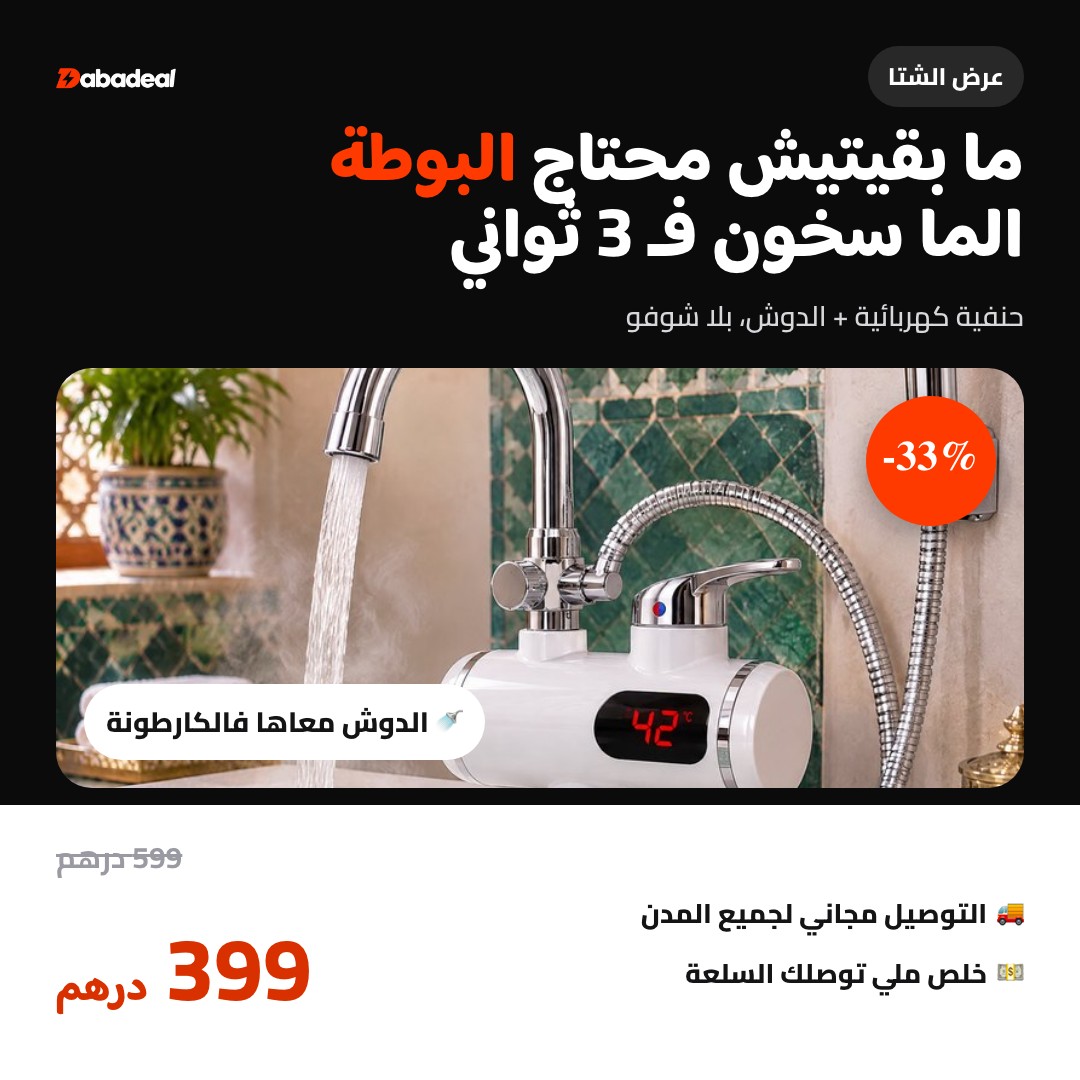 Dabadeal
عرض الشتا
ما بقيتيش محتاج البوطة
الما سخون فـ 3 ثواني
حنفية كهربائية + الدوش، بلا شوفو
-33%
42°C
الدوش معاها فالكارطونة
599 درهم
399 درهم
التوصيل مجاني لجميع المدن
خلص ملي توصلك السلعة